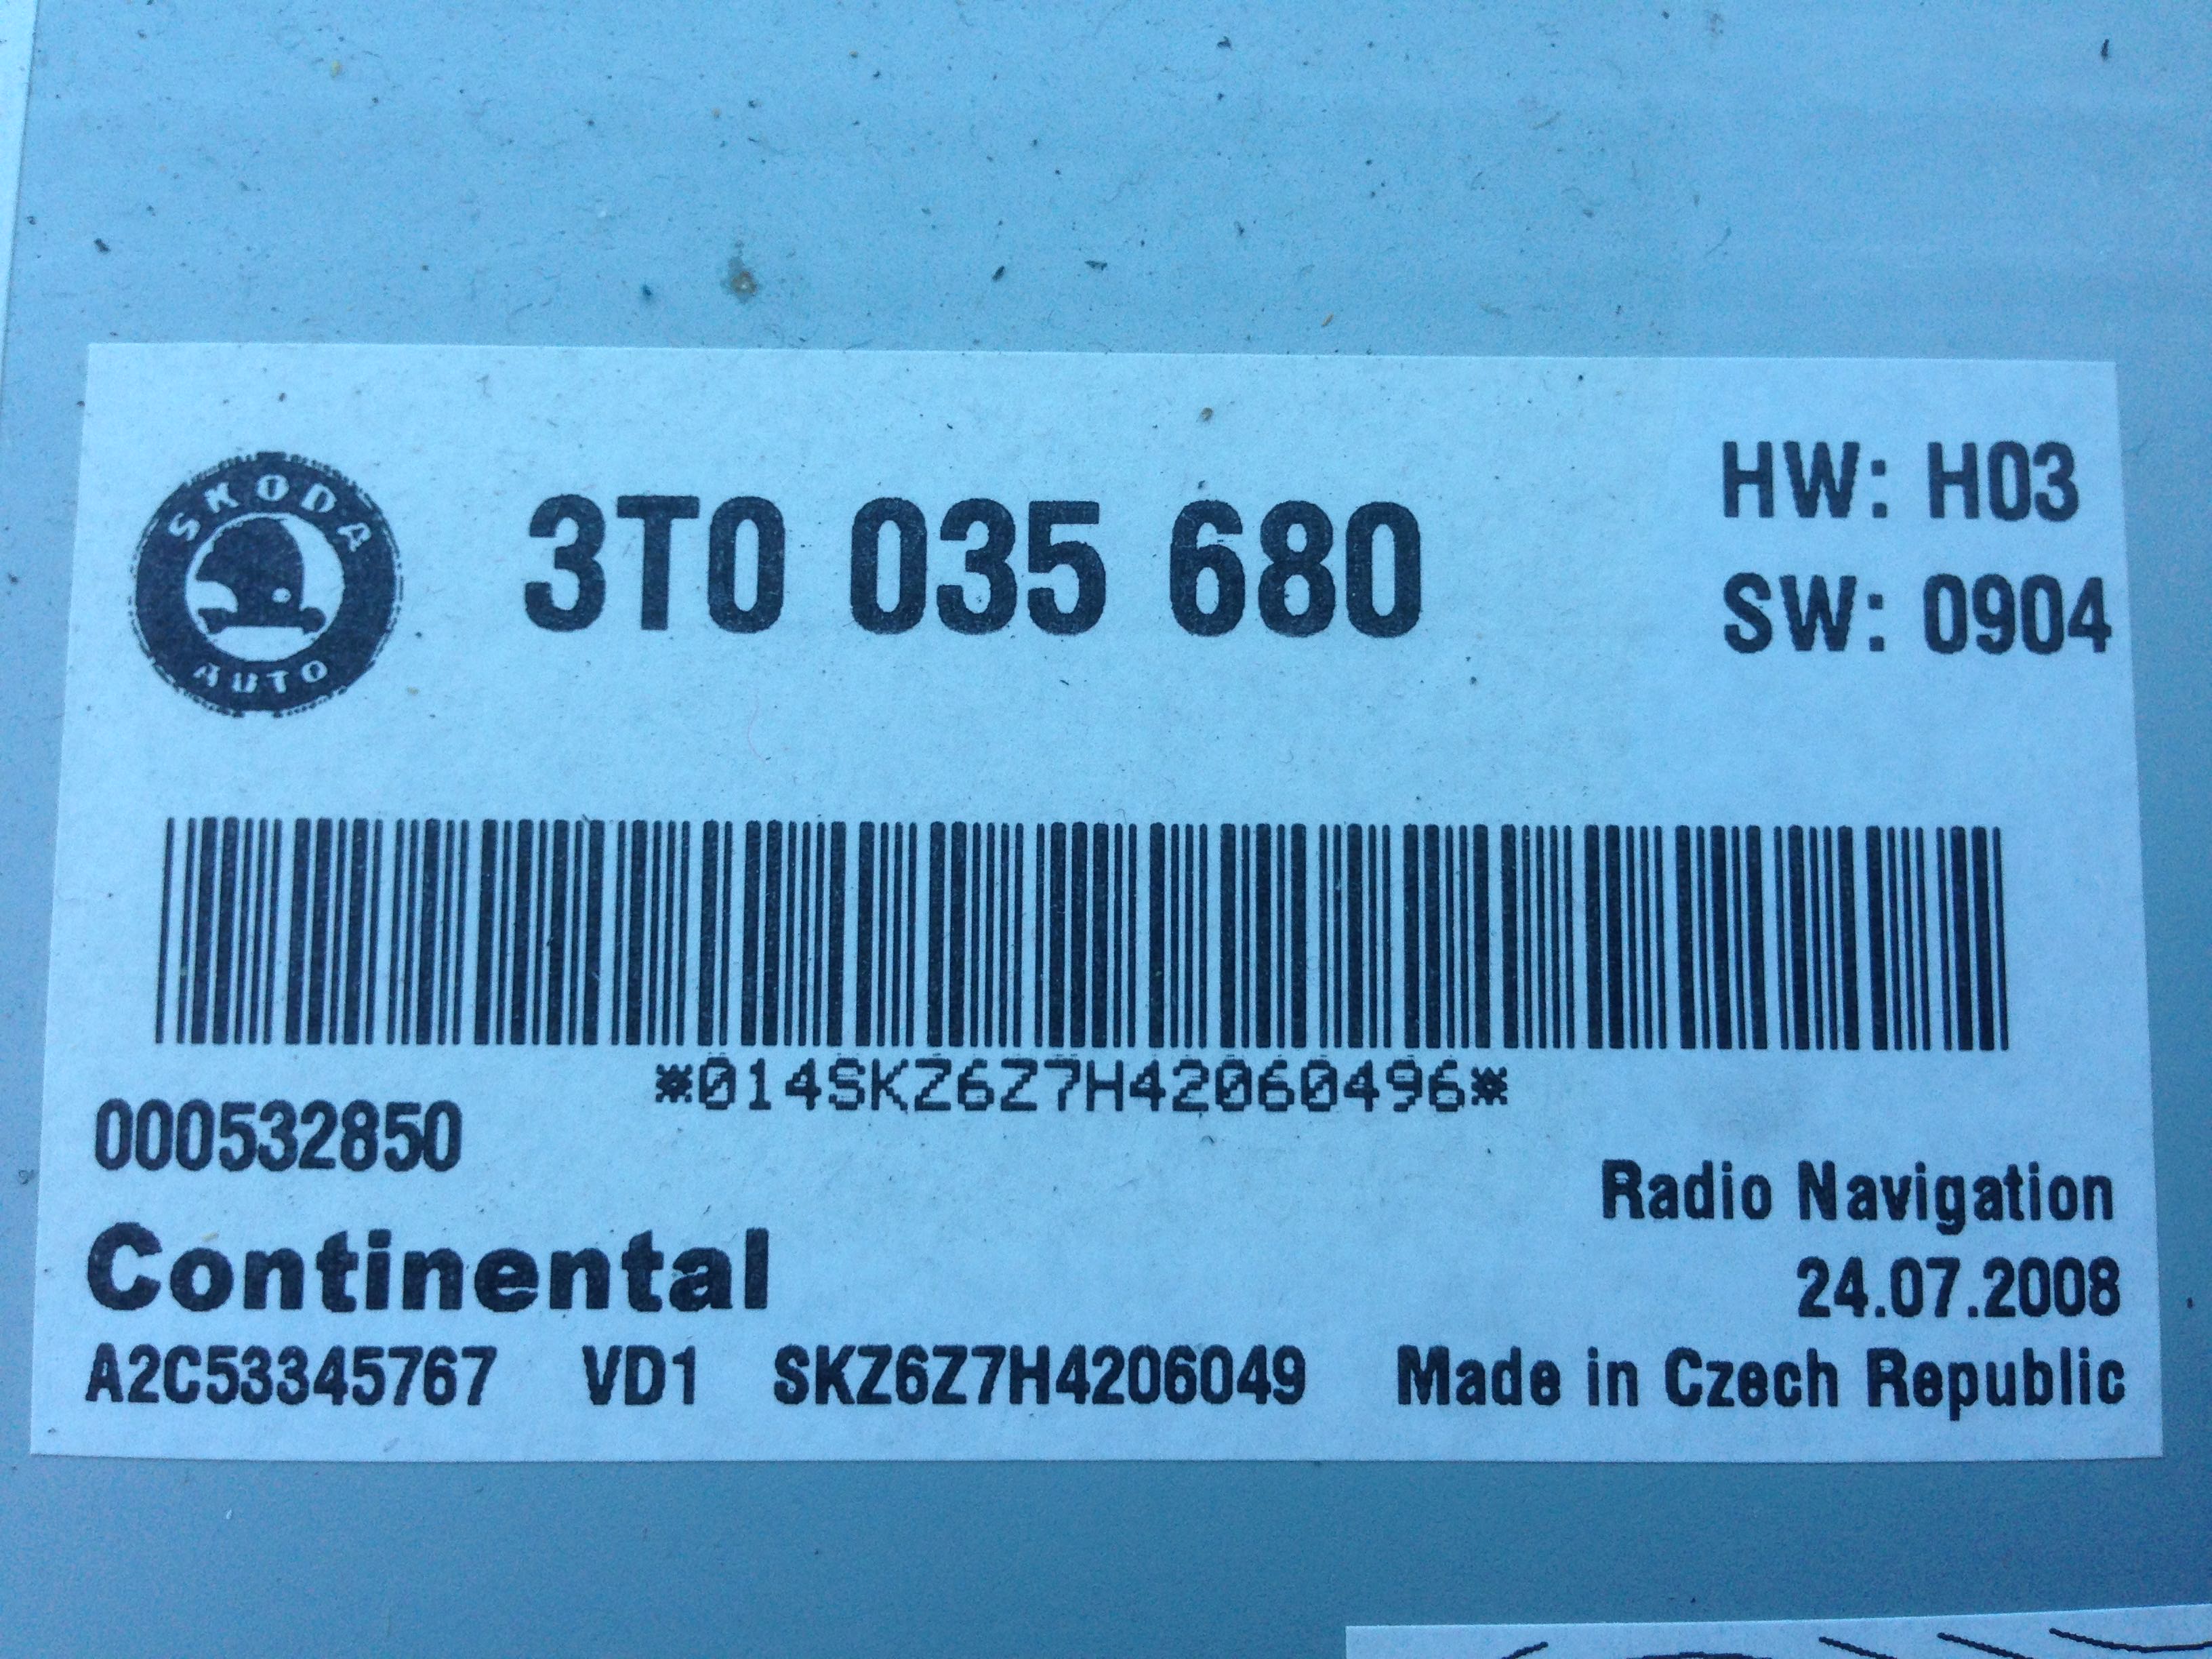 SKODA
AUTO
3T0 035 680
HW: H03
SW: 0904
*014SKZ6Z7H42060496*
000532850
Radio Navigation
Continental
24.07.2008
A2C53345767 VD1 SKZ6Z7H4206049 Made in Czech Republic